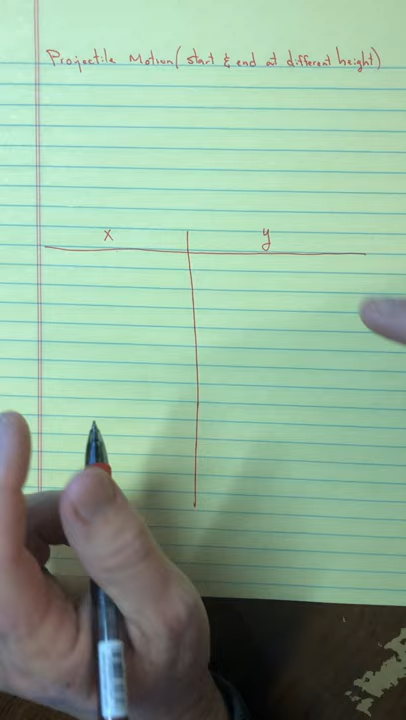 Projectile Motion (start & end at different height)
x y